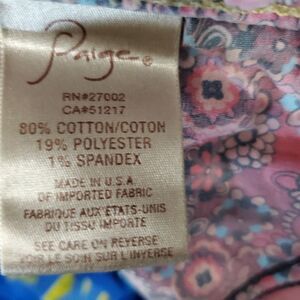 Paige®
RN#27002
CA#51217
80% COTTON/COTON
19% POLYESTER
1% SPANDEX
MADE IN U.S.A
OF IMPORTED FABRIC
FABRIQUE AUX ETATS-UNIS
DU TISSU IMPORTÉ
SEE CARE ON REVERSE
VOIR LE SOIN SUR L'INVERSE